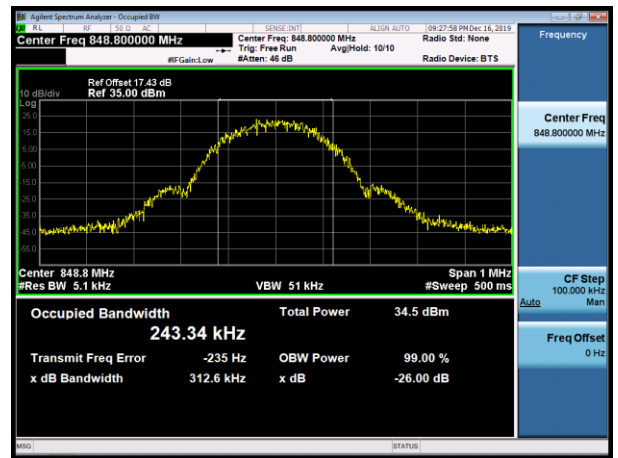 Agilent Spectrum Analyzer - Occupied BW
RL RF 50 Ω AC SENSE:INT ALIGN AUTO 09:27:58 PM Dec 16, 2019
Center Freq 848.800000 MHz
Center Freq: 848.800000 MHz Radio Std: None
Trig: Free Run Avg|Hold: 10/10
#IFGain:Low #Atten: 46 dB Radio Device: BTS
Ref Offset 17.43 dB
10 dB/div Ref 35.00 dBm
Log
25.0
15.0
5.00
-5.00
-15.0
-25.0
-35.0
-45.0
-55.0
Center 848.8 MHz Span 1 MHz
#Res BW 5.1 kHz VBW 51 kHz #Sweep 500 ms
Occupied Bandwidth Total Power 34.5 dBm
243.34 kHz
Transmit Freq Error -235 Hz OBW Power 99.00 %
x dB Bandwidth 312.6 kHz x dB -26.00 dB
MSG STATUS
Frequency
Center Freq
848.800000 MHz
CF Step
100.000 kHz
Auto Man
Freq Offset
0 Hz